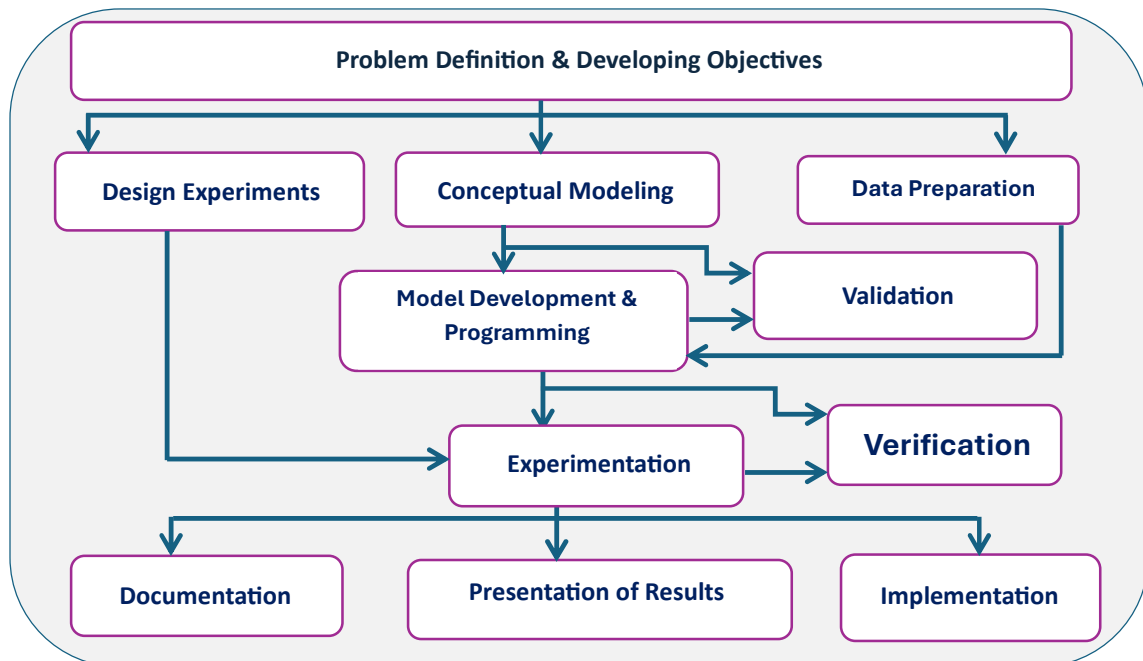 Problem Definition & Developing Objectives
Design Experiments
Conceptual Modeling
Data Preparation
Model Development &
Programming
Validation
Experimentation
Verification
Documentation
Presentation of Results
Implementation